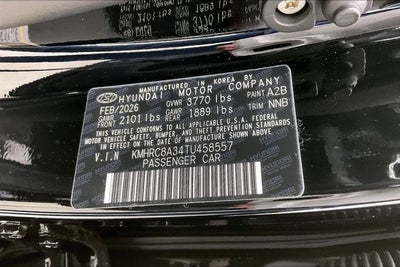 MANUFACTURED IN KOREA BY
HYUNDAI MOTOR COMPANY
FEB/2026 GVWR 3770 lbs PAINT A2B
GAWR FRONT 2101 lbs GAWR REAR 1889 lbs TRIM NNB
THIS VEHICLE CONFORMS TO ALL APPLICABLE U.S. FEDERAL
MOTOR VEHICLE SAFETY, BUMPER, AND THEFT PREVENTION
STANDARDS IN EFFECT ON THE DATE OF
MANUFACTURE SHOWN ABOVE.
V.I.N KMHRC8A34TU458557
PASSENGER CAR